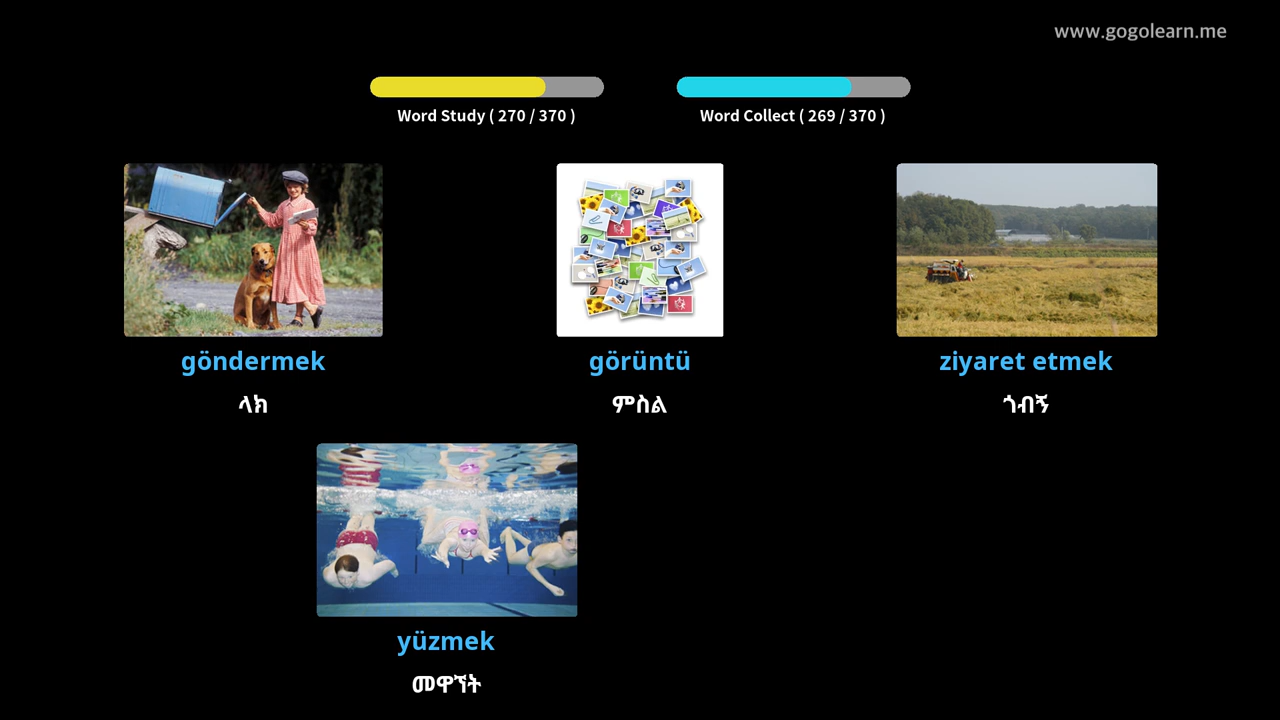 www.gogolearn.me
Word Study ( 270 / 370 )
Word Collect ( 269 / 370 )
göndermek
ላክ
görüntü
ምስል
ziyaret etmek
ጎብኝ
yüzmek
መዋኘት